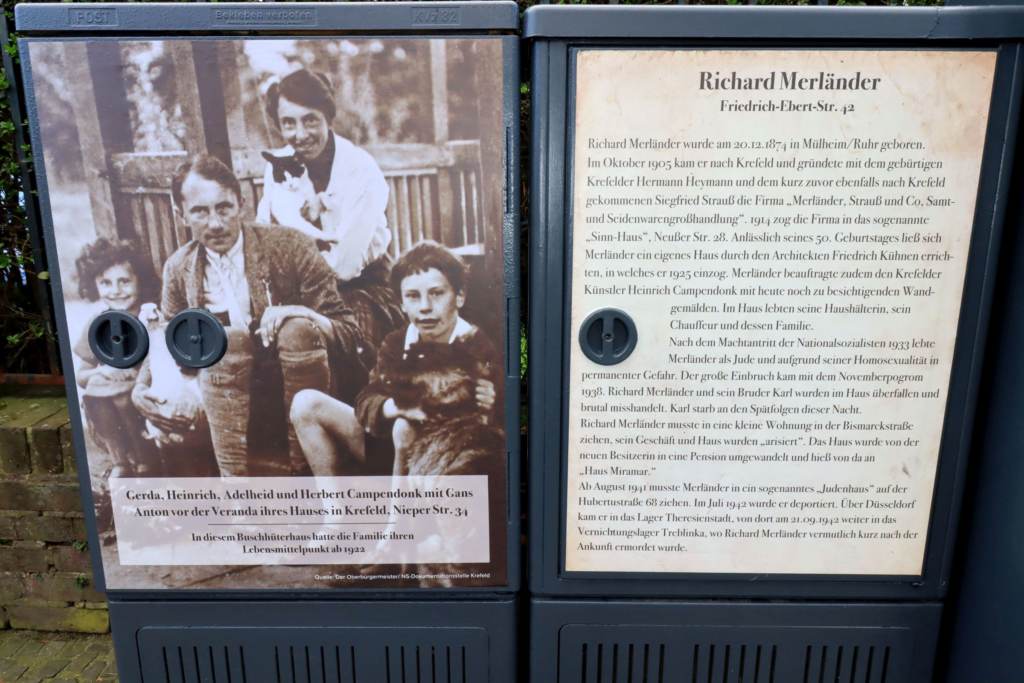 POST
Bekleben verboten
KVz 32
Gerda, Heinrich, Adelheid und Herbert Campendonk mit Gans
Anton vor der Veranda ihres Hauses in Krefeld, Nieper Str. 34
In diesem Buschhüterhaus hatte die Familie ihren
Lebensmittelpunkt ab 1922
Quelle: Der Oberbürgermeister/ NS-Dokumentationsstelle Krefeld
Richard Merländer
Friedrich-Ebert-Str. 42
Richard Merländer wurde am 20.12.1874 in Mülheim/Ruhr geboren.
Im Oktober 1905 kam er nach Krefeld und gründete mit dem gebürtigen
Krefelder Hermann Heymann und dem kurz zuvor ebenfalls nach Krefeld
gekommenen Siegfried Strauß die Firma „Merländer, Strauß und Co, Samt-
und Seidenwarengroßhandlung“. 1914 zog die Firma in das sogenannte
„Sinn-Haus“, Neußer Str. 28. Anlässlich seines 50. Geburtstages ließ sich
Merländer ein eigenes Haus durch den Architekten Friedrich Kühnen errich-
ten, in welches er 1925 einzog. Merländer beauftragte zudem den Krefelder
Künstler Heinrich Campendonk mit heute noch zu besichtigenden Wand-
gemälden. Im Haus lebten seine Haushälterin, sein
Chauffeur und dessen Familie.
Nach dem Machtantritt der Nationalsozialisten 1933 lebte
Merländer als Jude und aufgrund seiner Homosexualität in
permanenter Gefahr. Der große Einbruch kam mit dem Novemberpogrom
1938. Richard Merländer und sein Bruder Karl wurden im Haus überfallen und
brutal misshandelt. Karl starb an den Spätfolgen dieser Nacht.
Richard Merländer musste in eine kleine Wohnung in der Bismarckstraße
ziehen, sein Geschäft und Haus wurden „arisiert“. Das Haus wurde von der
neuen Besitzerin in eine Pension umgewandelt und hieß von da an
„Haus Miramar.”
Ab August 1941 musste Merländer in ein sogenanntes „Judenhaus“ auf der
Hubertustraße 68 ziehen. Im Juli 1942 wurde er deportiert. Über Düsseldorf
kam er in das Lager Theresienstadt, von dort am 21.09.1942 weiter in das
Vernichtungslager Treblinka, wo Richard Merländer vermutlich kurz nach der
Ankunft ermordet wurde.